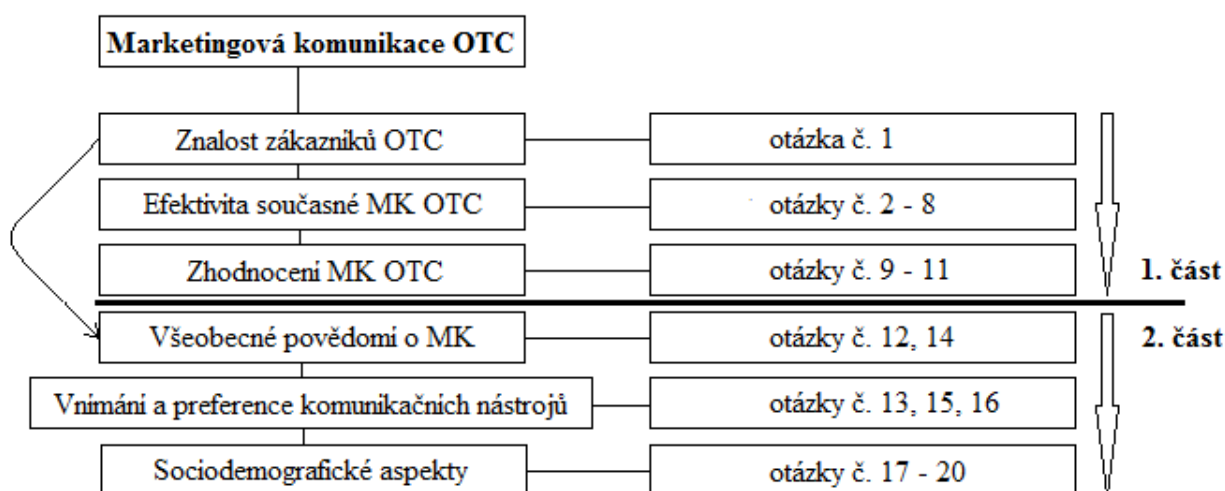 Marketingová komunikace OTC
Znalost zákazníků OTC
otázka č. 1
Efektivita současné MK OTC
otázky č. 2 - 8
Zhodnocení MK OTC
otázky č. 9 - 11
1. část
Všeobecné povědomí o MK
otázky č. 12, 14
2. část
Vnímání a preference komunikačních nástrojů
otázky č. 13, 15, 16
Sociodemografické aspekty
otázky č. 17 - 20